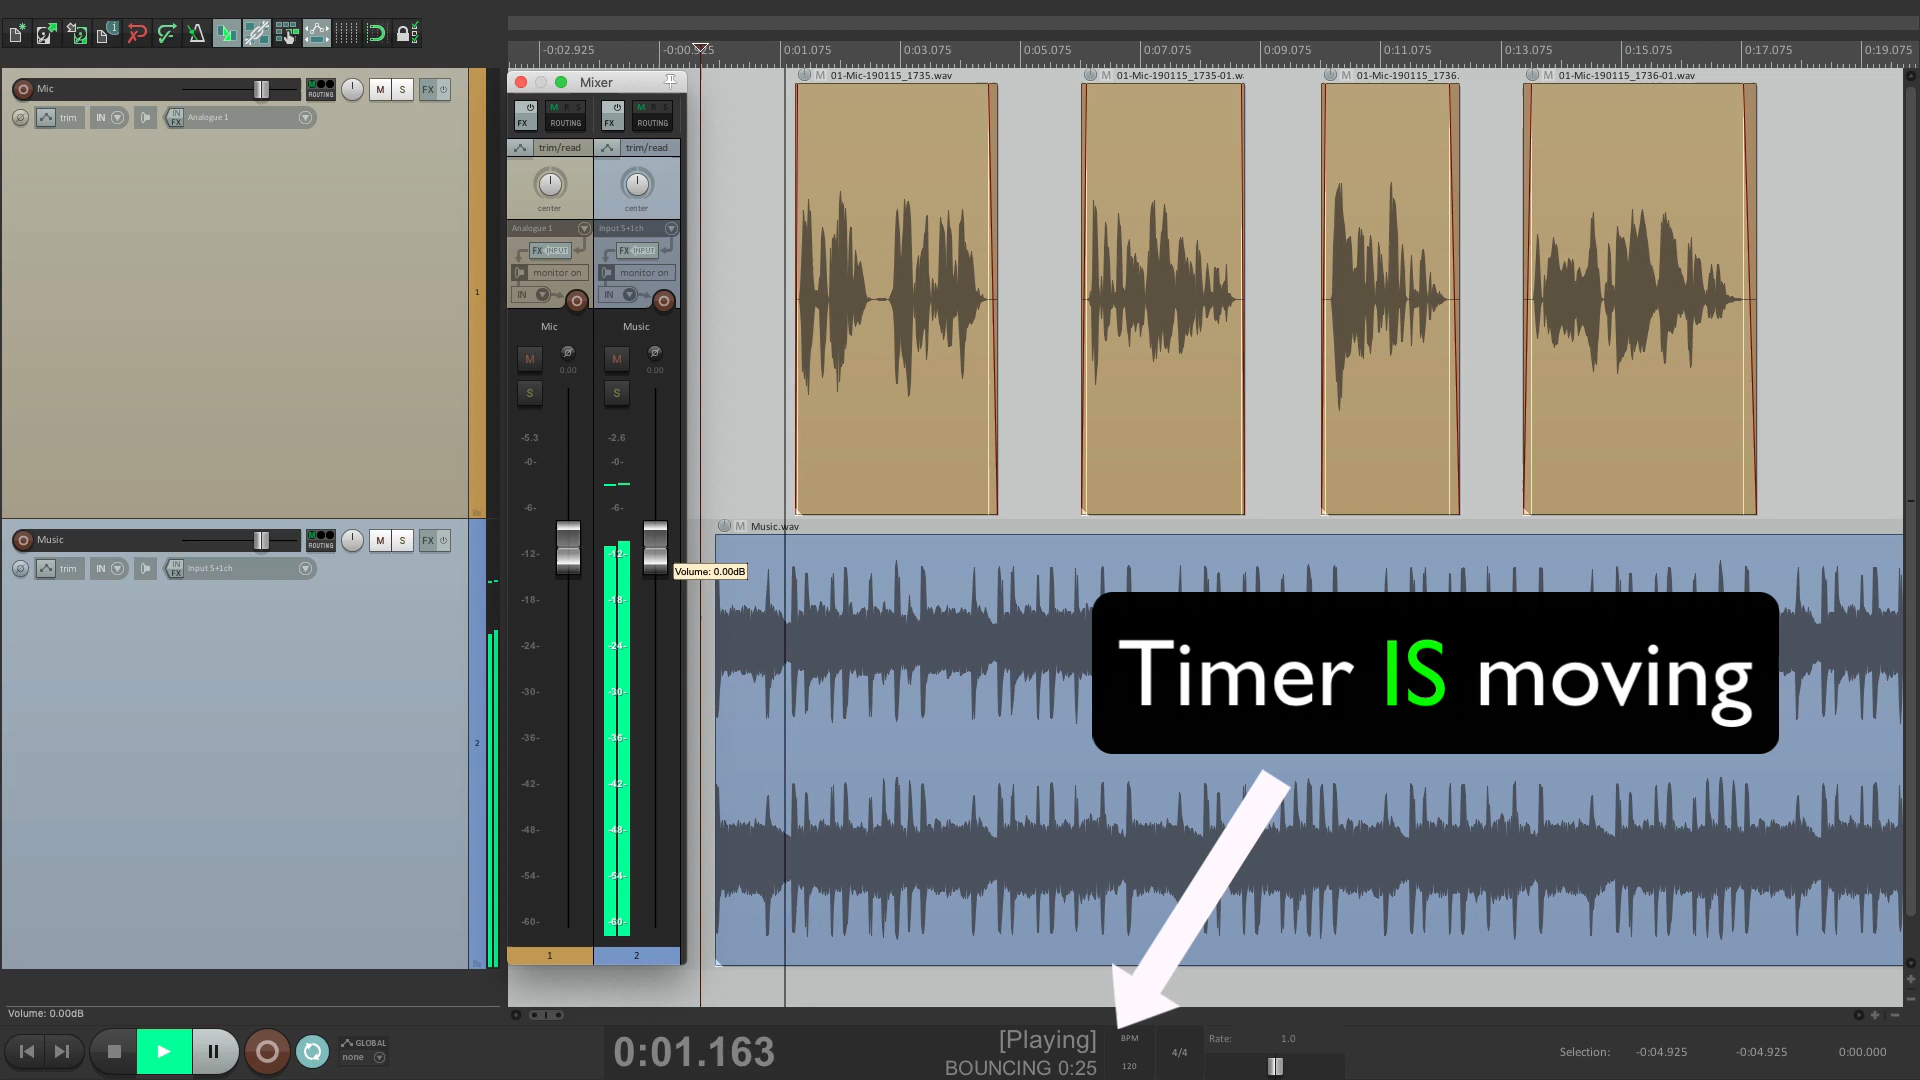 -0:02.925
-0:00.925
0:01.075
0:03.075
0:05.075
0:07.075
0:09.075
0:11.075
0:13.075
0:15.075
0:17.075
0:19.075
Mic
ROUTING
M S
FX
trim
IN
IN FX Analogue 1
Mixer
FX
M R S
ROUTING
FX
M R S
ROUTING
trim/read
trim/read
center
center
Analogue 1
Input 5+1ch
FX INPUT
FX INPUT
monitor on
monitor on
IN
IN
Mic
Music
M
0.00
M
0.00
S
S
-5.3
-2.6
-0-
-0-
-6-
-6-
-12-
-12-
-18-
-18-
-24-
-24-
-30-
-30-
-36-
-36-
-42-
-42-
-48-
-48-
-54-
-54-
-60-
-60-
1
2
Volume: 0.00dB
M 01-Mic-190115_1735.wav
M 01-Mic-190115_1735-01.w
M 01-Mic-190115_1736.
M 01-Mic-190115_1736-01.wav
1
Music
ROUTING
M S
FX
trim
IN
IN FX Input 5+1ch
2
M Music.wav
Timer IS moving
Volume: 0.00dB
GLOBAL
none
0:01.163
[Playing]
BOUNCING 0:25
BPM
120
4/4
Rate:
1.0
Selection:
-0:04.925
-0:04.925
0:00.000